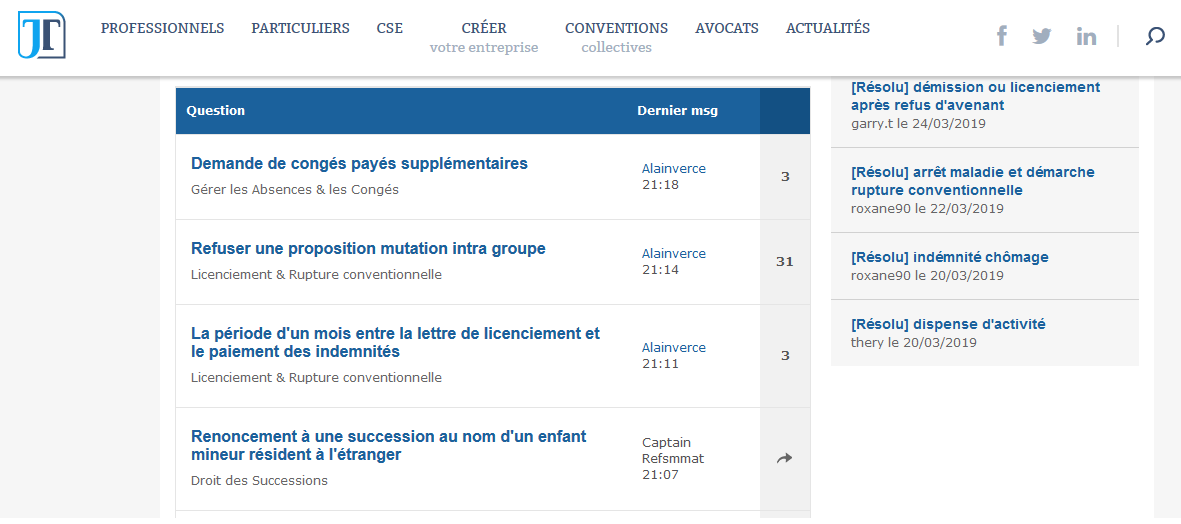 JT
PROFESSIONNELS PARTICULIERS CSE CRÉER CONVENTIONS AVOCATS ACTUALITÉS
votre entreprise collectives
Question Dernier msg
Demande de congés payés supplémentaires
Gérer les Absences & les Congés
Alainverce
21:18
3
Refuser une proposition mutation intra groupe
Licenciement & Rupture conventionnelle
Alainverce
21:14
31
La période d'un mois entre la lettre de licenciement et
le paiement des indemnités
Licenciement & Rupture conventionnelle
Alainverce
21:11
3
Renoncement à une succession au nom d'un enfant
mineur résident à l'étranger
Droit des Successions
Captain
Refsmmat
21:07
[Résolu] démission ou licenciement
après refus d'avenant
garry.t le 24/03/2019
[Résolu] arrêt maladie et démarche
rupture conventionnelle
roxane90 le 22/03/2019
[Résolu] indémnité chômage
roxane90 le 20/03/2019
[Résolu] dispense d'activité
thery le 20/03/2019